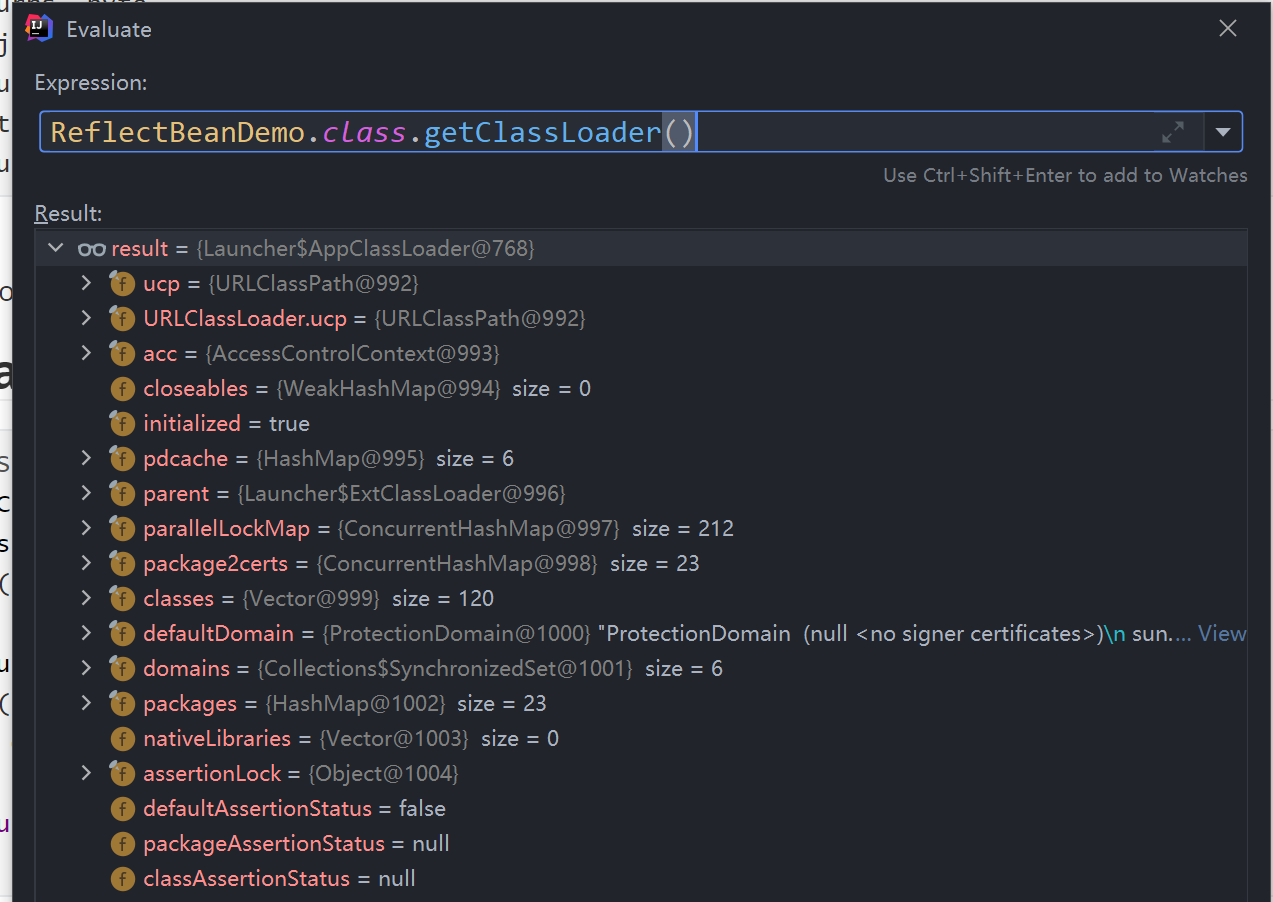 Evaluate
Expression:
ReflectBeanDemo.class.getClassLoader()
Use Ctrl+Shift+Enter to add to Watches
Result:
result = {Launcher$AppClassLoader@768}
ucp = {URLClassPath@992}
URLClassLoader.ucp = {URLClassPath@992}
acc = {AccessControlContext@993}
closeables = {WeakHashMap@994} size = 0
initialized = true
pdcache = {HashMap@995} size = 6
parent = {Launcher$ExtClassLoader@996}
parallelLockMap = {ConcurrentHashMap@997} size = 212
package2certs = {ConcurrentHashMap@998} size = 23
classes = {Vector@999} size = 120
defaultDomain = {ProtectionDomain@1000} "ProtectionDomain (null <no signer certificates>)\n sun.... View
domains = {Collections$SynchronizedSet@1001} size = 6
packages = {HashMap@1002} size = 23
nativeLibraries = {Vector@1003} size = 0
assertionLock = {Object@1004}
defaultAssertionStatus = false
packageAssertionStatus = null
classAssertionStatus = null